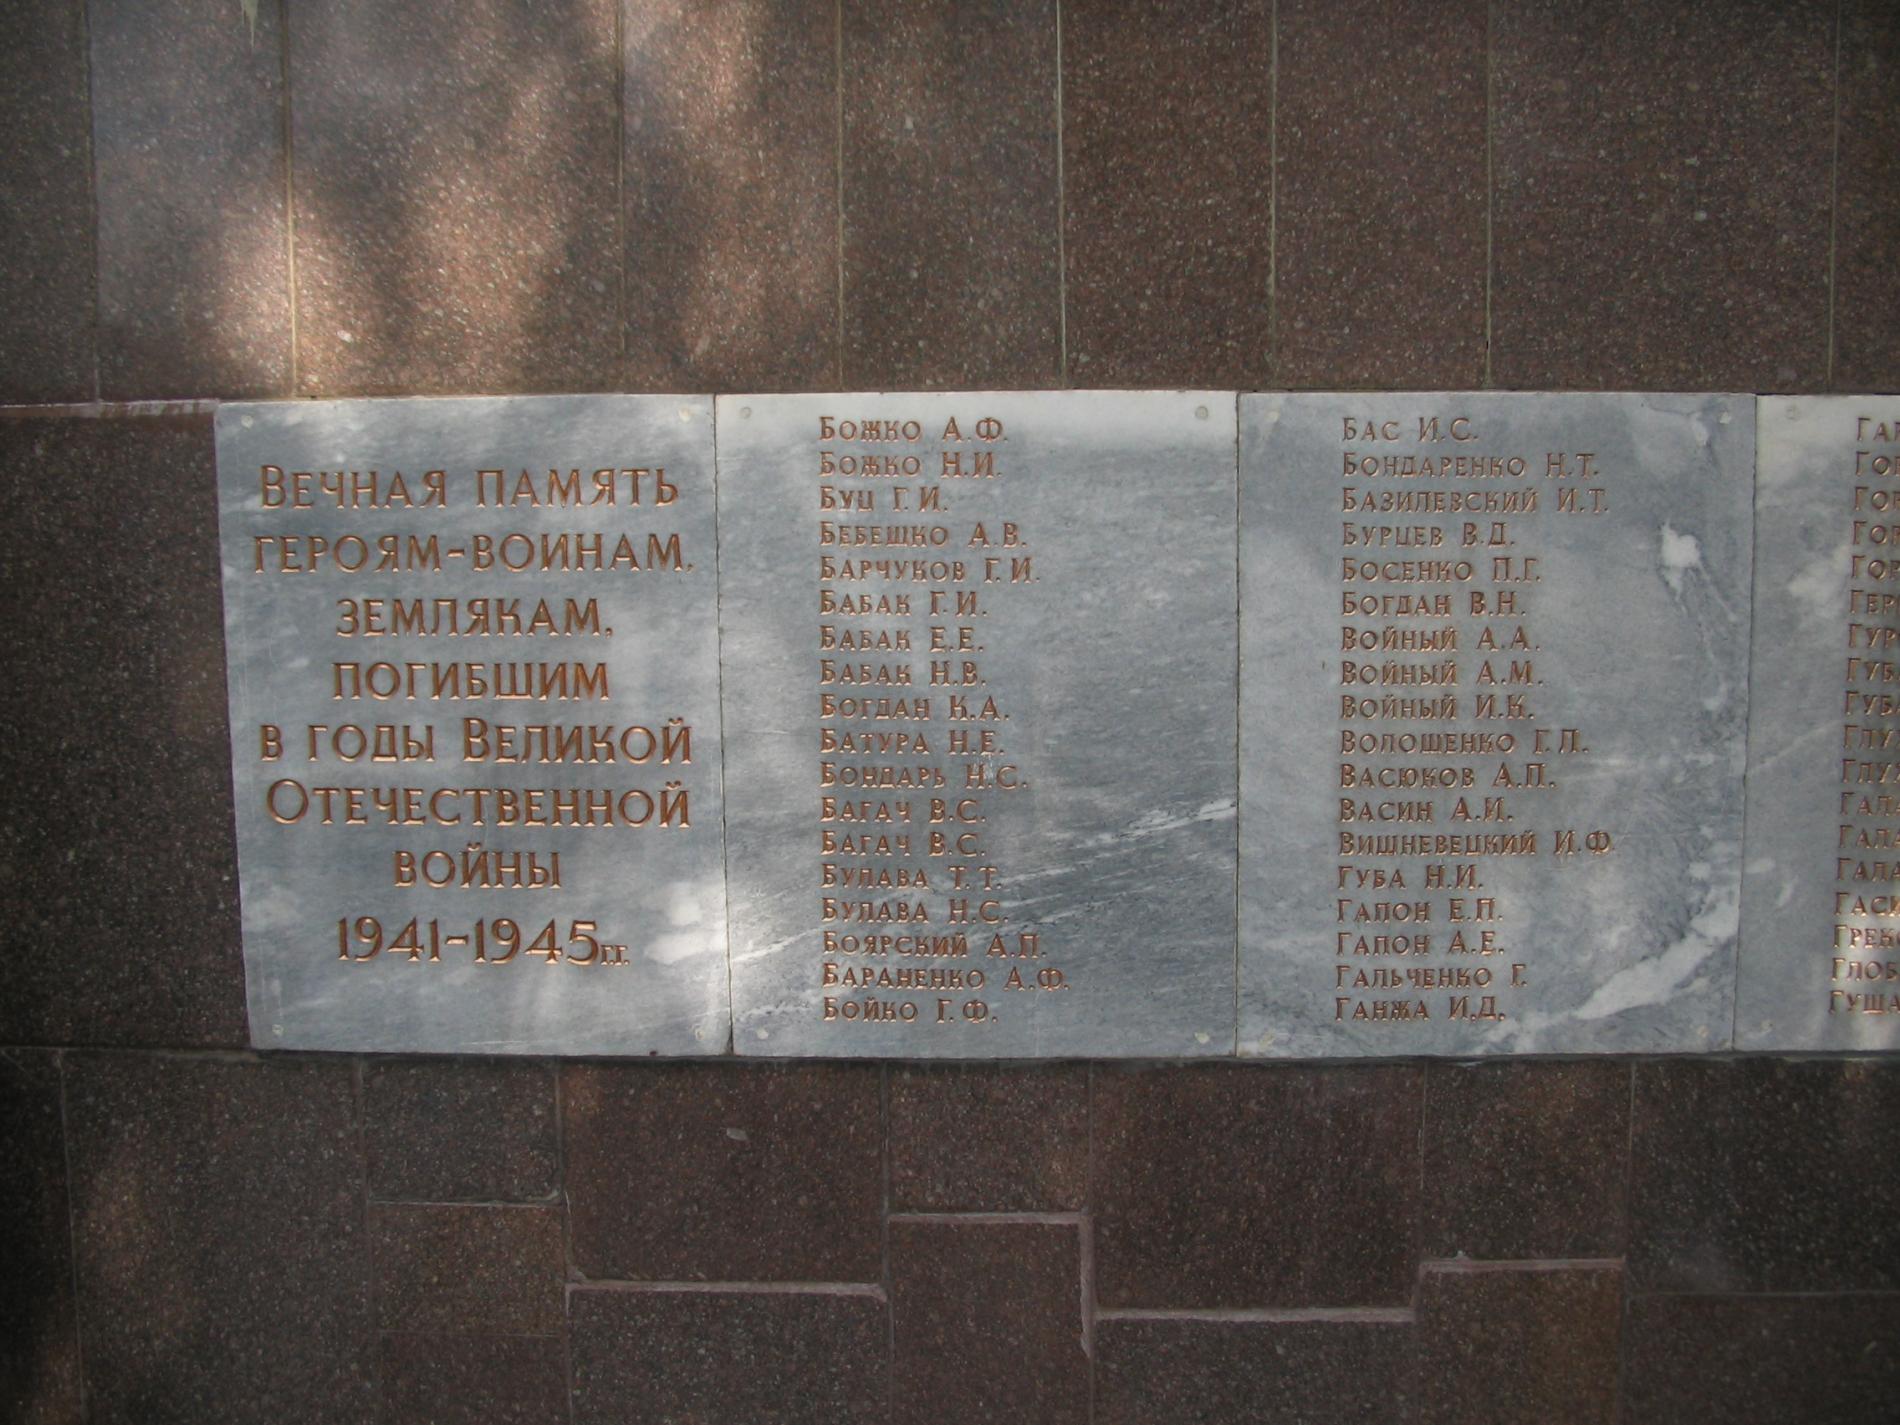 Вечная память
героям-воинам,
землякам,
погибшим
в годы Великой
Отечественной
войны
1941-1945г.г.
Божко А.Ф.
Божко Н.И.
Буц Г.И.
Бебешко А.В.
Барчуков Г.И.
Бабак Г.И.
Бабак Е.Е.
Бабак Н.В.
Богдан К.А.
Батура Н.Е.
Бондарь Н.С.
Багач В.С.
Багач В.С.
Булава Т.Т.
Булава Н.С.
Боярский А.П.
Бараненко А.Ф.
Бойко Г.Ф.
Бас И.С.
Бондаренко Н.Т.
Базилевский И.Т.
Бурцев В.Д.
Босенко П.Г.
Богдан В.Н.
Войный А.А.
Войный А.М.
Войный И.К.
Волошенко Г.Л.
Васюков А.П.
Васин А.И.
Вишневецкий И.Ф.
Губа Н.И.
Гапон Е.П.
Гапон А.Е.
Гальченко Г.
Ганжа И.Д.